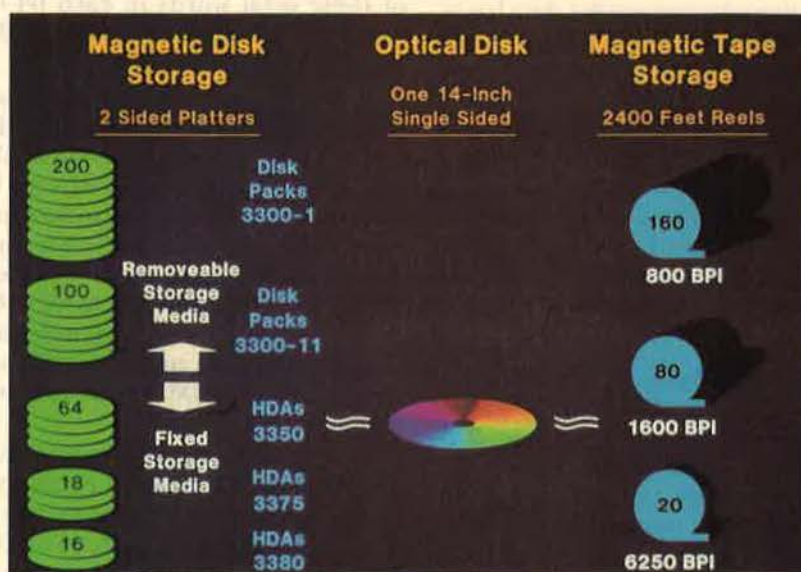 Magnetic Disk
Storage
2 Sided Platters
200
Disk
Packs
3300-1
Removeable
Storage
Media
100
Disk
Packs
3300-11
64
HDAs
3350
Fixed
Storage
Media
18
HDAs
3375
16
HDAs
3380
Optical Disk
One 14-Inch
Single Sided
≈
≈
Magnetic Tape
Storage
2400 Feet Reels
160
800 BPI
80
1600 BPI
20
6250 BPI